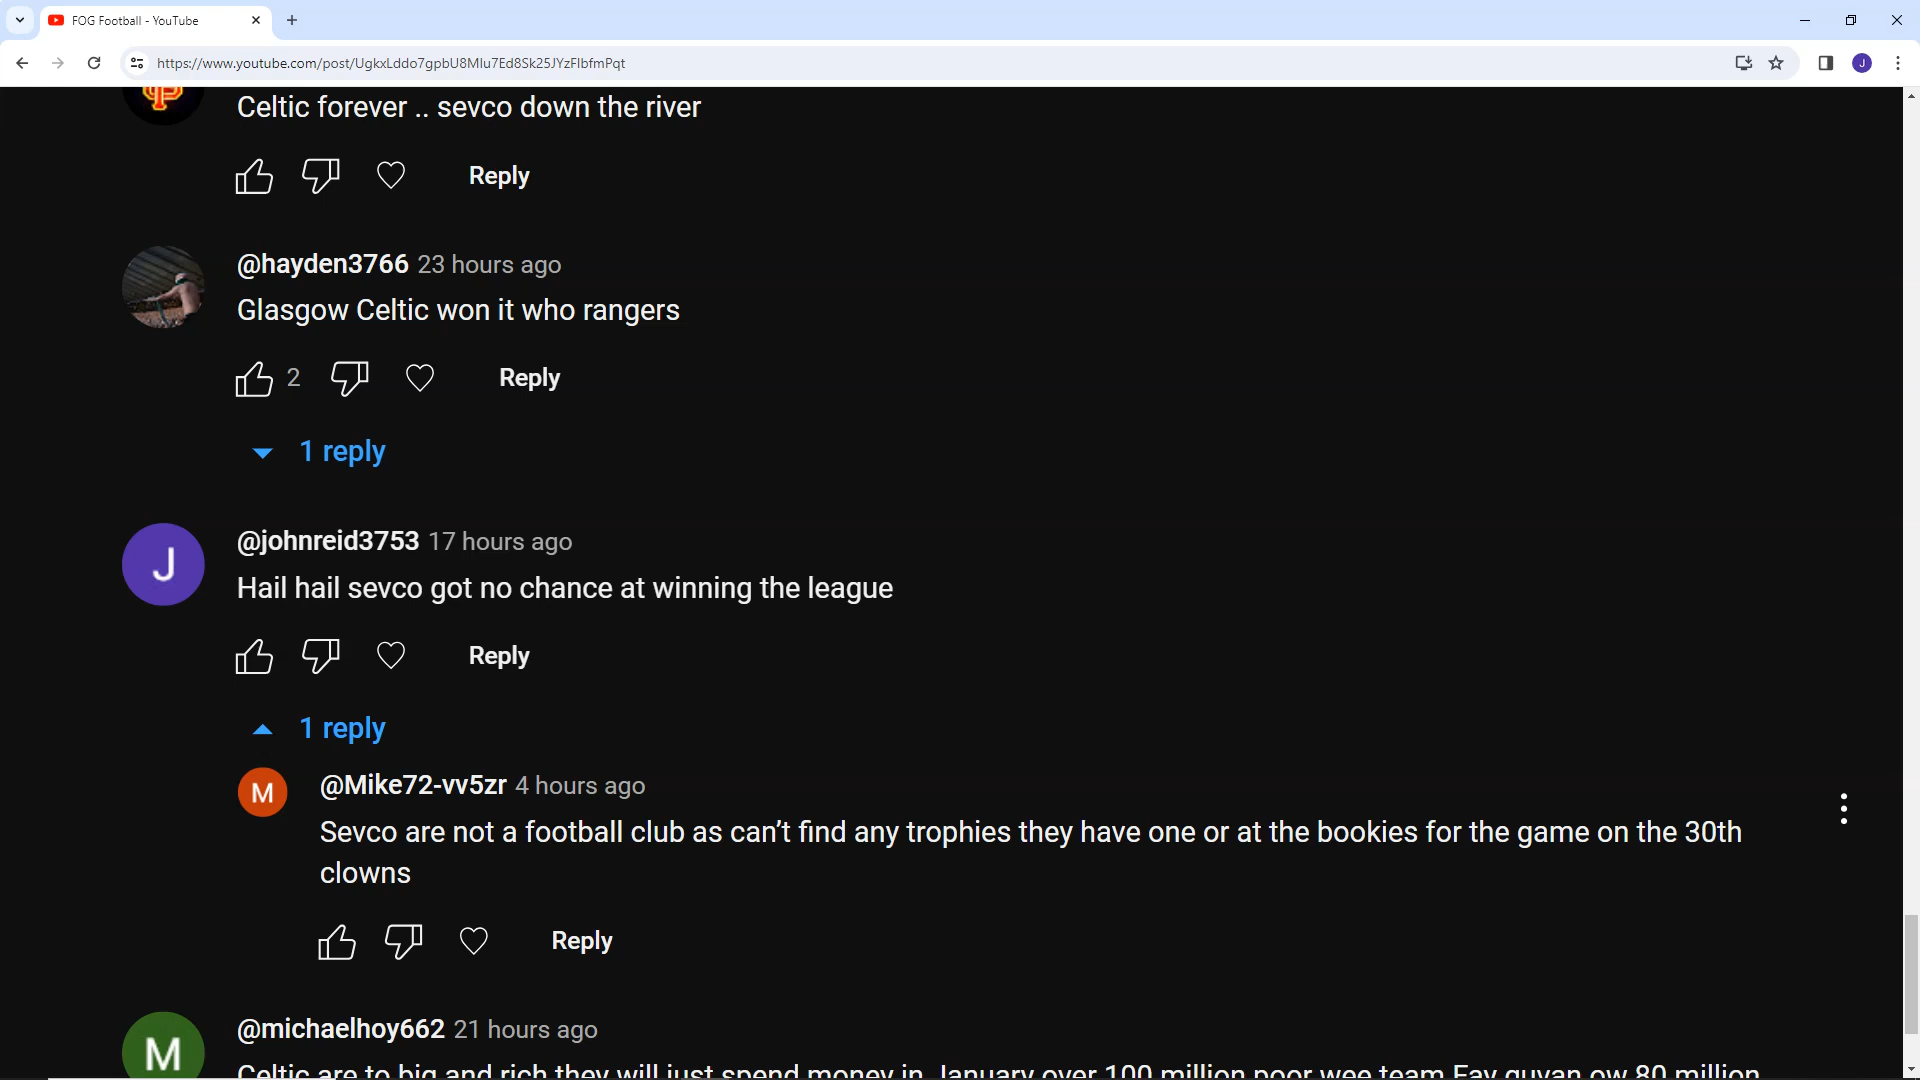 FOG Football - YouTube
https://www.youtube.com/post/UgkxLddo7gpbU8MIu7Ed8Sk25JYzFlbfmPqt
J
Celtic forever .. sevco down the river
Reply
@hayden3766 23 hours ago
Glasgow Celtic won it who rangers
2
Reply
1 reply
J
@johnreid3753 17 hours ago
Hail hail sevco got no chance at winning the league
Reply
1 reply
M
@Mike72-vv5zr 4 hours ago
Sevco are not a football club as can't find any trophies they have one or at the bookies for the game on the 30th
clowns
Reply
M
@michaelhoy662 21 hours ago
Celtic are to big and rich they will just spend money in January over 100 million poor wee team Fav guvan ow 80 million